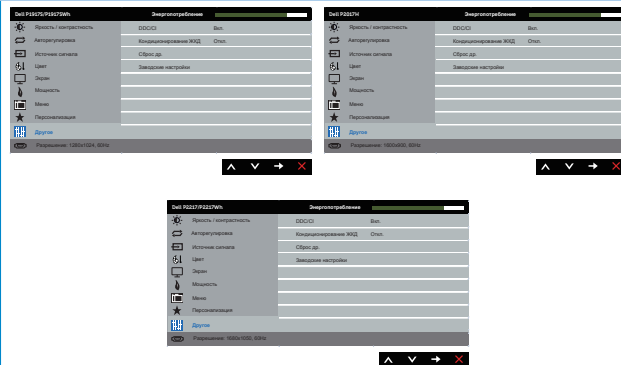 Dell P1917S/P1917SWh Энергопотребление
Яркость / контрастность DDC/CI Вкл.
Авторегулировка Кондиционирование ЖКД Откл.
Источник сигнала Сброс др.
Цвет Заводские настройки
Экран
Мощность
Меню
Персонализация
Другое
Разрешение: 1280x1024, 60Hz
Dell P2017H Энергопотребление
Яркость / контрастность DDC/CI Вкл.
Авторегулировка Кондиционирование ЖКД Откл.
Источник сигнала Сброс др.
Цвет Заводские настройки
Экран
Мощность
Меню
Персонализация
Другое
Разрешение: 1600x900, 60Hz
Dell P2217/P2217Wh Энергопотребление
Яркость / контрастность DDC/CI Вкл.
Авторегулировка Кондиционирование ЖКД Откл.
Источник сигнала Сброс др.
Цвет Заводские настройки
Экран
Мощность
Меню
Персонализация
Другое
Разрешение: 1680x1050, 60Hz